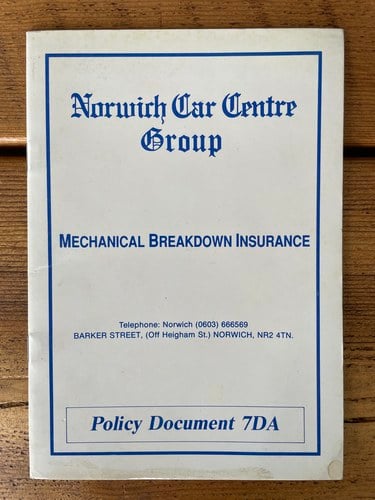 Norwich Car Centre
Group
MECHANICAL BREAKDOWN INSURANCE
Telephone: Norwich (0603) 666569
BARKER STREET, (Off Heigham St.) NORWICH, NR2 4TN.
Policy Document 7DA